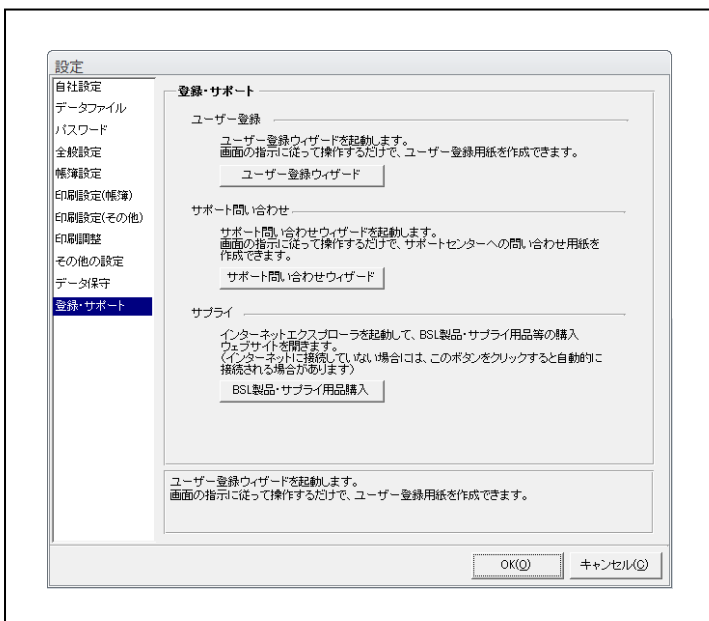 設定
自社設定
データファイル
パスワード
全般設定
帳簿設定
印刷設定(帳簿)
印刷設定(その他)
印刷調整
その他の設定
データ保守
登録・サポート
登録・サポート
ユーザー登録
ユーザー登録ウィザードを起動します。
画面の指示に従って操作するだけで、ユーザー登録用紙を作成できます。
ユーザー登録ウィザード
サポート問い合わせ
サポート問い合わせウィザードを起動します。
画面の指示に従って操作するだけで、サポートセンターへの問い合わせ用紙を
作成できます。
サポート問い合わせウィザード
サプライ
インターネットエクスプローラを起動して、BSL製品・サプライ用品等の購入
ウェブサイトを開きます。
(インターネットに接続していない場合には、このボタンをクリックすると自動的に
接続される場合があります)
BSL製品・サプライ用品購入
ユーザー登録ウィザードを起動します。
画面の指示に従って操作するだけで、ユーザー登録用紙を作成できます。
OK(O)
キャンセル(C)